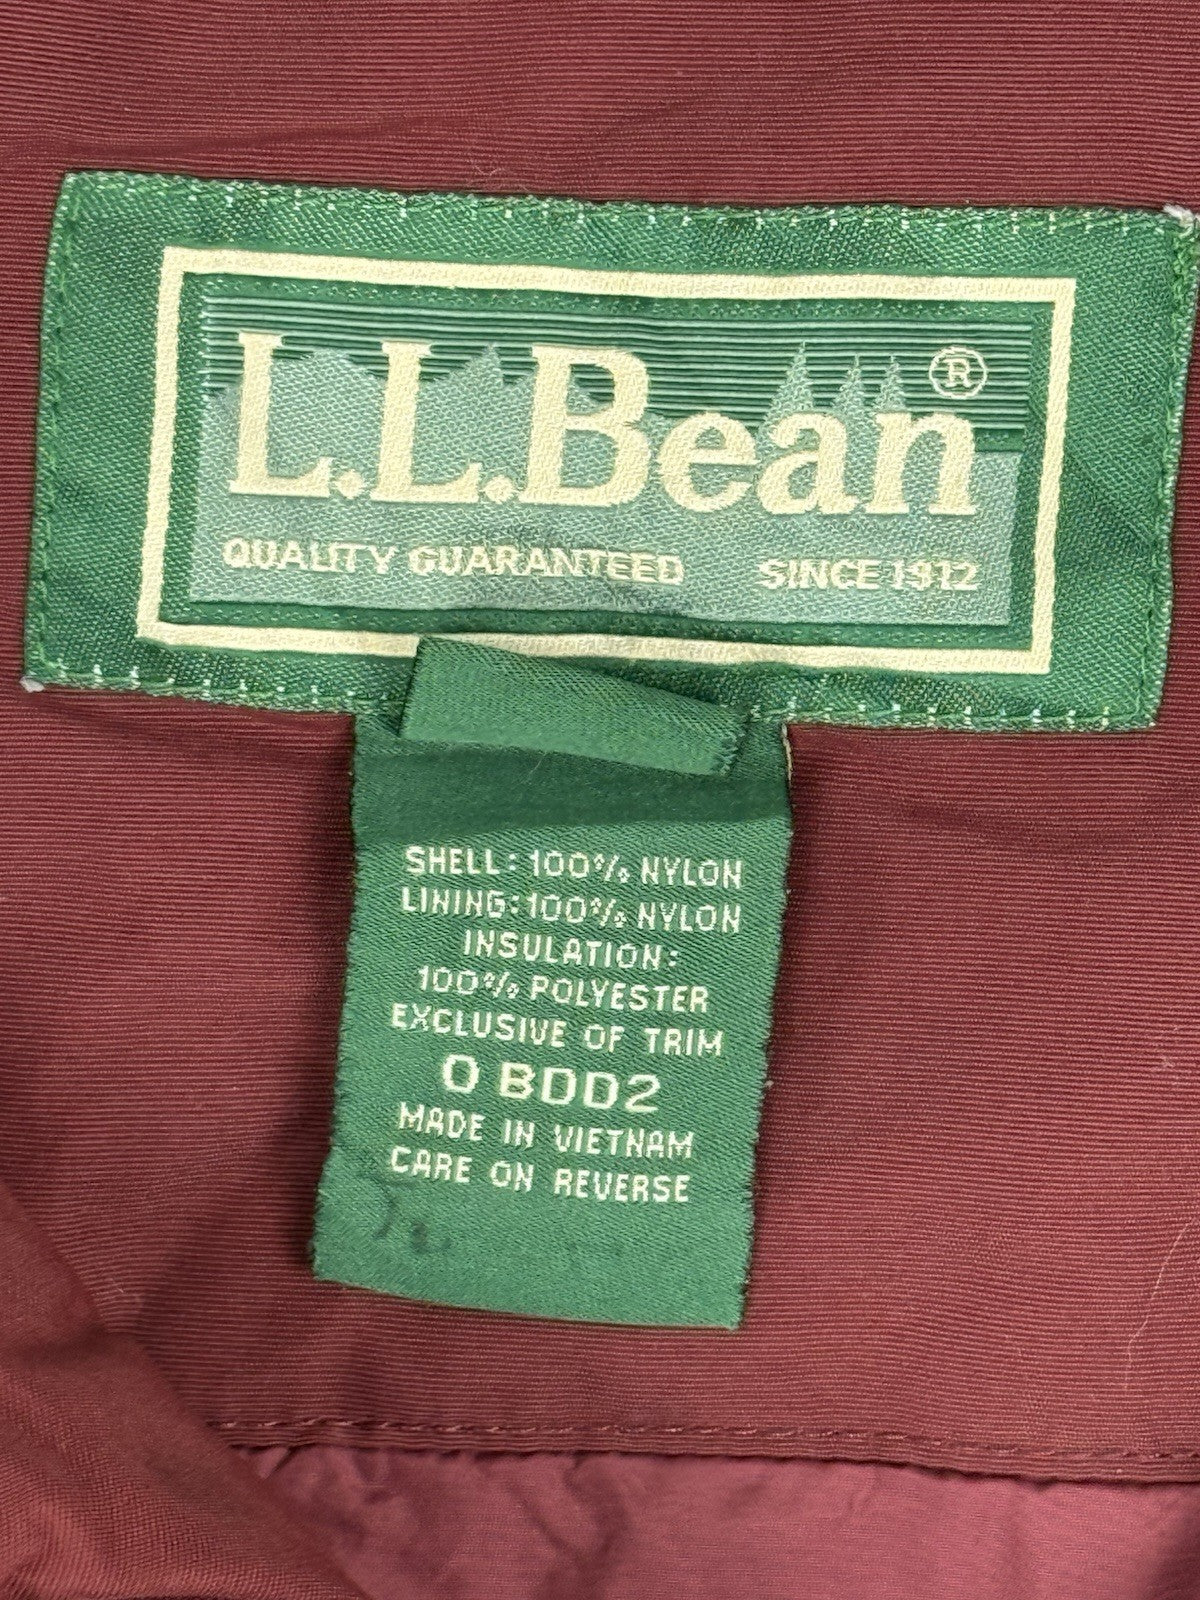 L.L.Bean ®
QUALITY GUARANTEED SINCE 1912
SHELL: 100% NYLON
LINING: 100% NYLON
INSULATION:
100% POLYESTER
EXCLUSIVE OF TRIM
O BDD2
MADE IN VIETNAM
CARE ON REVERSE